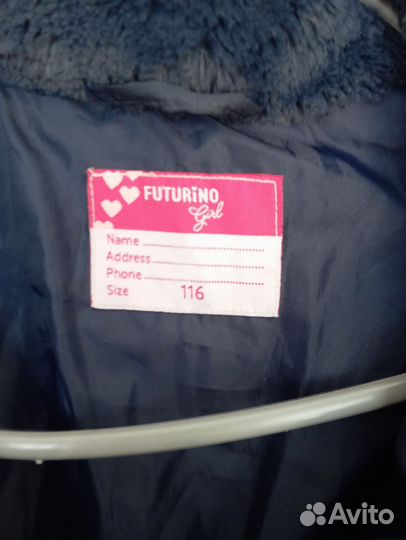 FUTURiNO
Girl
Name
Address
Phone
Size 116
Avito